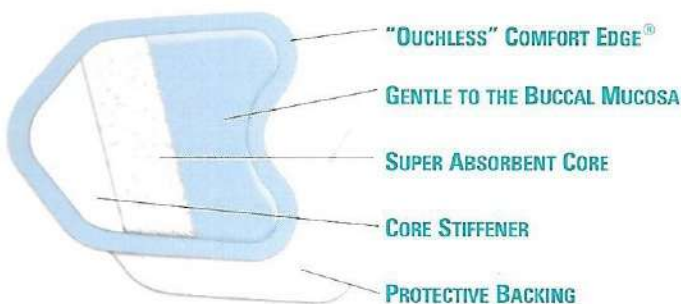 "OUCHLESS" COMFORT EDGE®
GENTLE TO THE BUCCAL MUCOSA
SUPER ABSORBENT CORE
CORE STIFFENER
PROTECTIVE BACKING